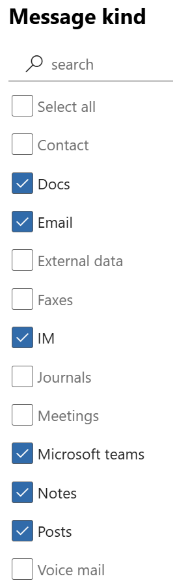 Message kind
search
Select all
Contact
Docs
Email
External data
Faxes
IM
Journals
Meetings
Microsoft teams
Notes
Posts
Voice mail